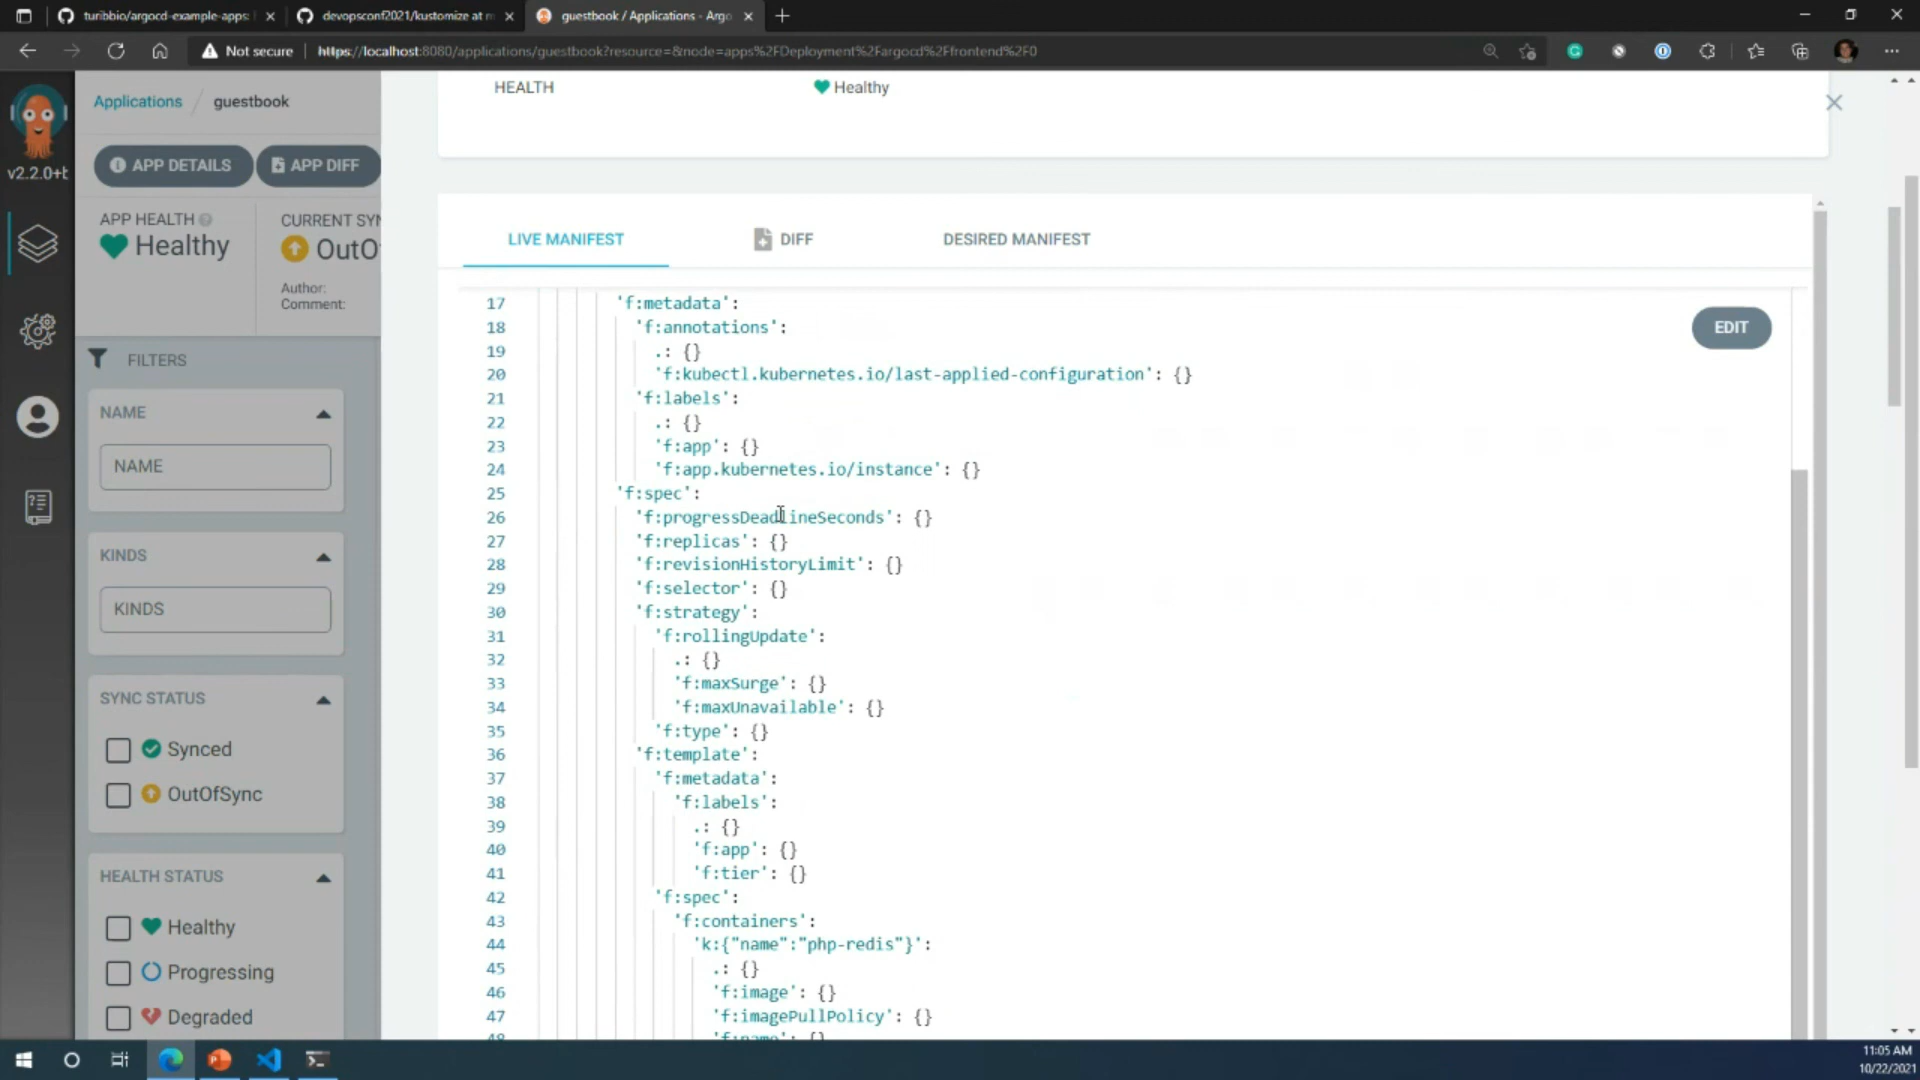 turibbio/argocd-example-apps:
devopsconf2021/kustomize at m
guestbook / Applications - Argo
Not secure
https://localhost:8080/applications/guestbook?resource=&node=apps%2FDeployment%2Fargocd%2Ffrontend%2F0
v2.2.0+b
Applications / guestbook
APP DETAILS
APP DIFF
APP HEALTH
Healthy
CURRENT SYN
OutO
Author:
Comment:
FILTERS
NAME
NAME
KINDS
KINDS
SYNC STATUS
Synced
OutOfSync
HEALTH STATUS
Healthy
Progressing
Degraded
HEALTH
Healthy
LIVE MANIFEST
DIFF
DESIRED MANIFEST
EDIT
17 'f:metadata':
18 'f:annotations':
19 .: {}
20 'f:kubectl.kubernetes.io/last-applied-configuration': {}
21 'f:labels':
22 .: {}
23 'f:app': {}
24 'f:app.kubernetes.io/instance': {}
25 'f:spec':
26 'f:progressDeadlineSeconds': {}
27 'f:replicas': {}
28 'f:revisionHistoryLimit': {}
29 'f:selector': {}
30 'f:strategy':
31 'f:rollingUpdate':
32 .: {}
33 'f:maxSurge': {}
34 'f:maxUnavailable': {}
35 'f:type': {}
36 'f:template':
37 'f:metadata':
38 'f:labels':
39 .: {}
40 'f:app': {}
41 'f:tier': {}
42 'f:spec':
43 'f:containers':
44 'k:{"name":"php-redis"}':
45 .: {}
46 'f:image': {}
47 'f:imagePullPolicy': {}
48 'f:name': {}
11:05 AM
10/22/2021